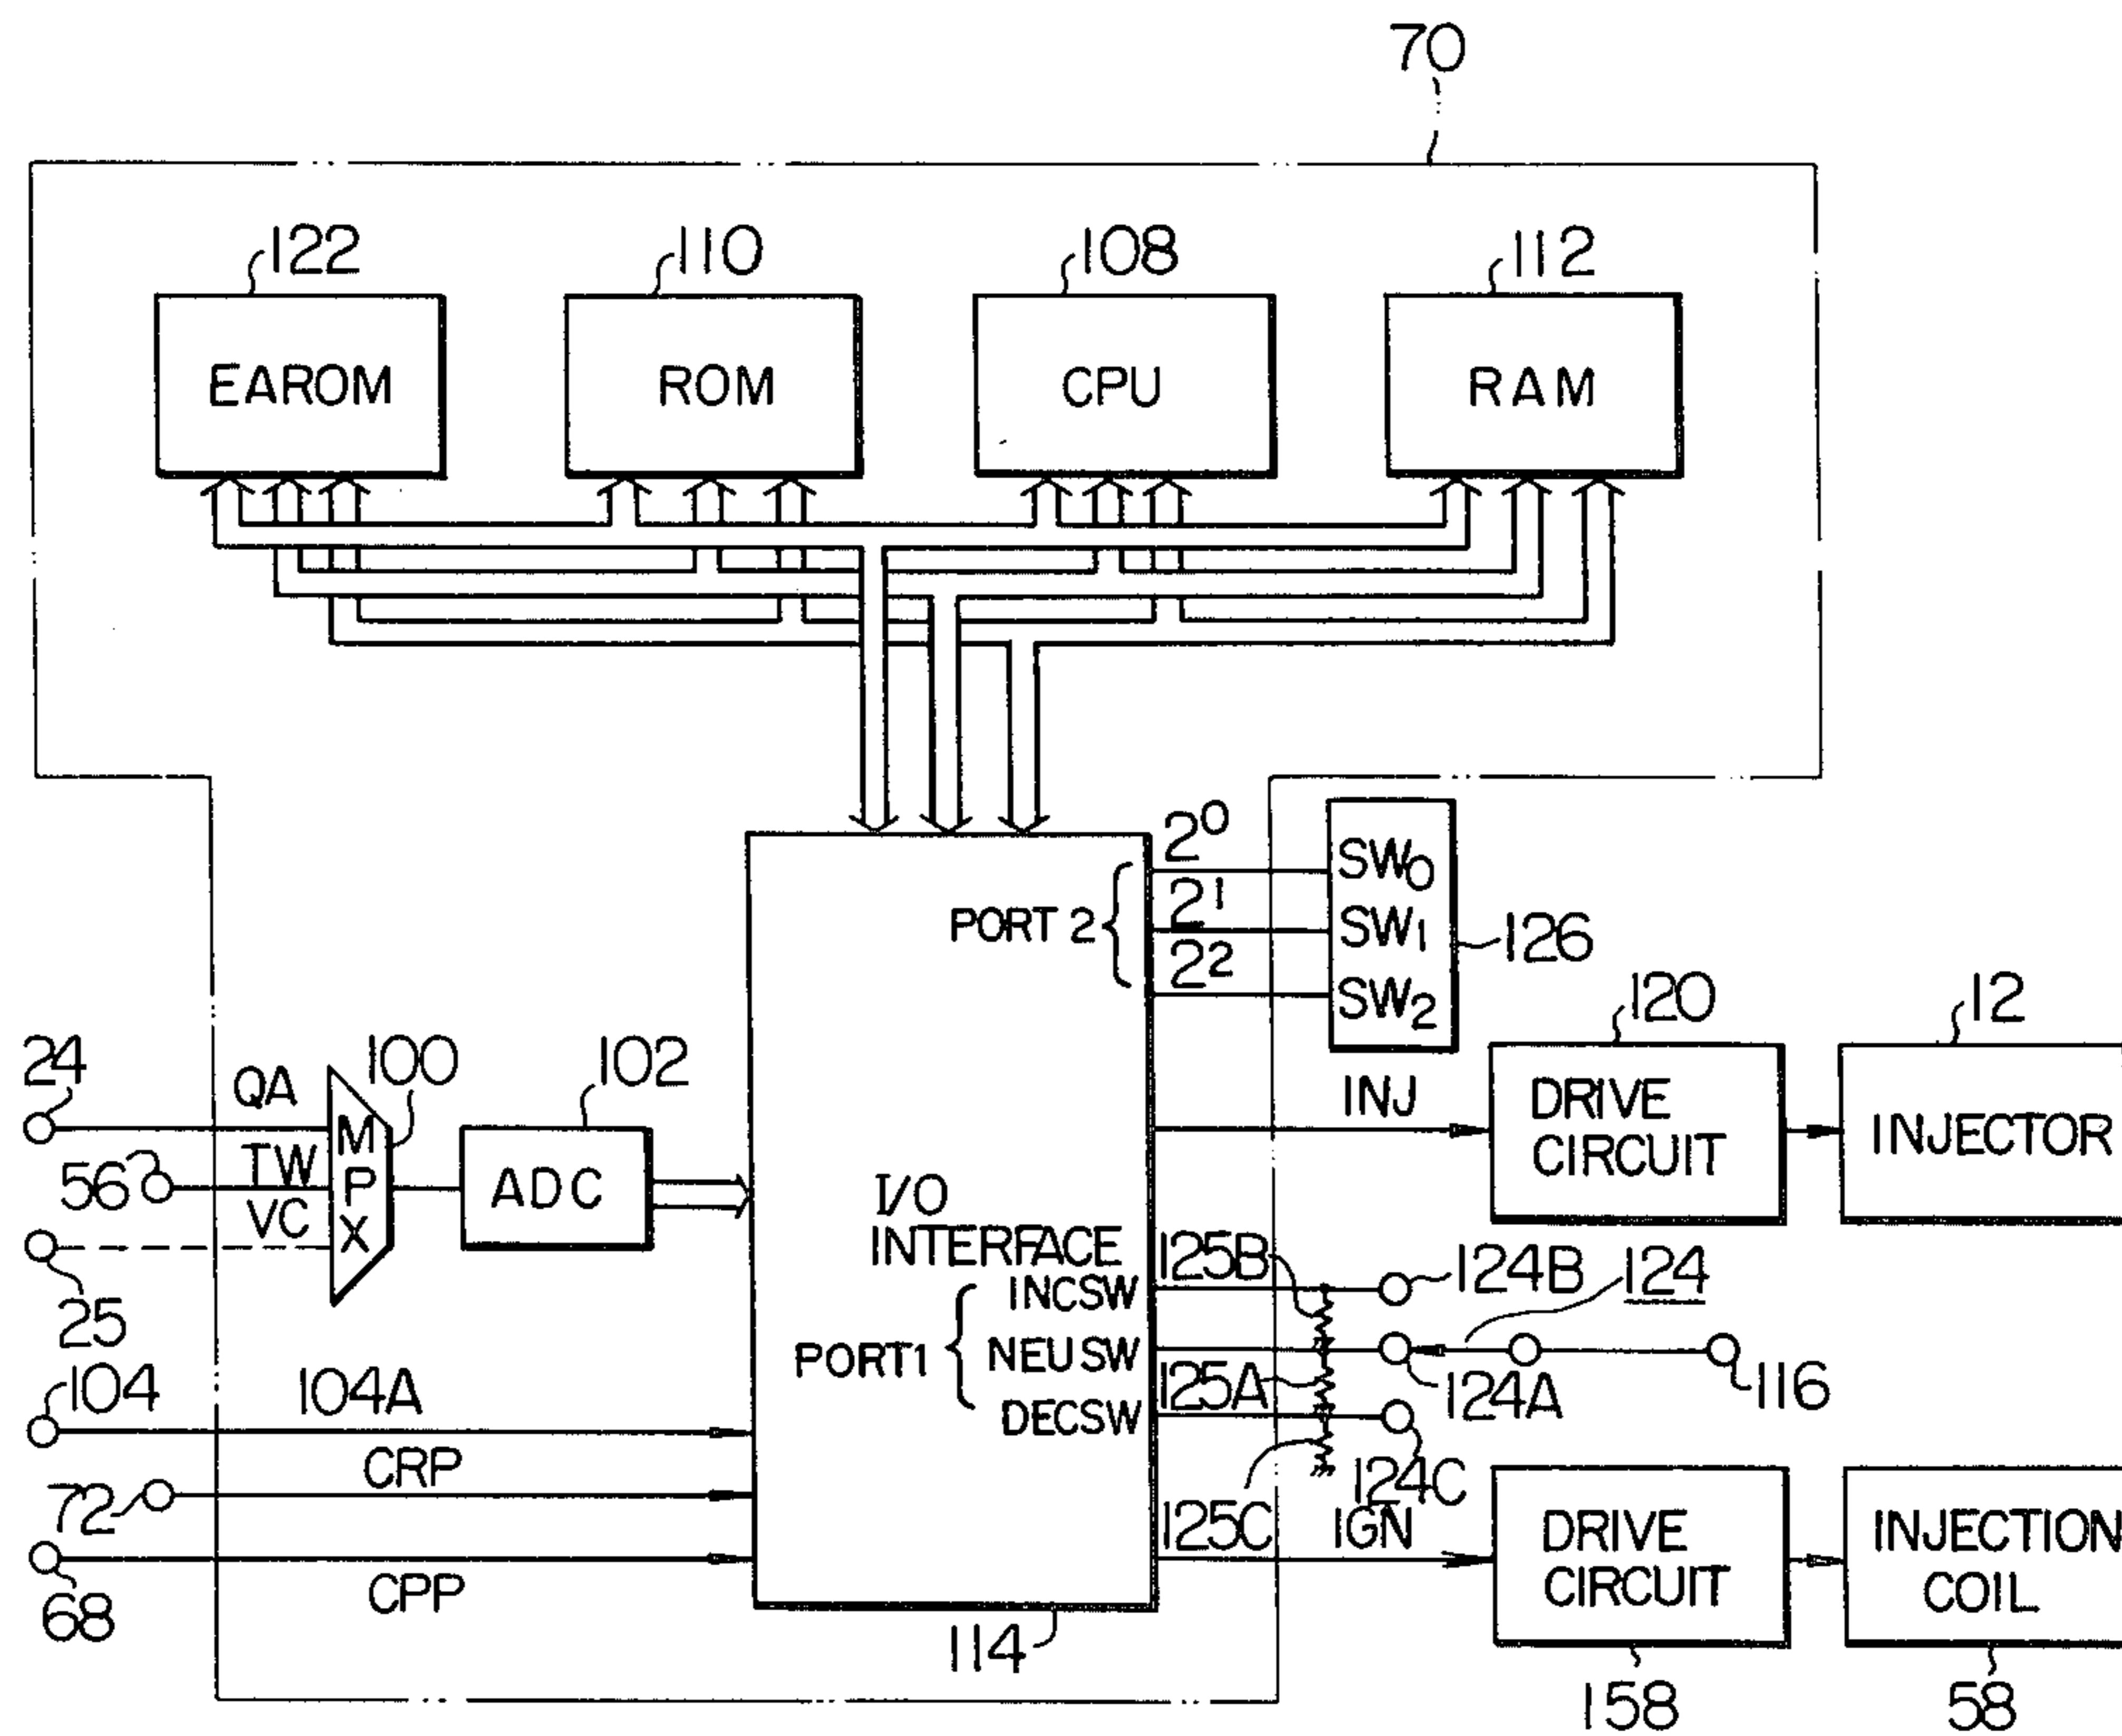 70
122
110
108
112
EAROM
ROM
CPU
RAM
2⁰
2¹
2²
PORT 2
SW₀
SW₁
SW₂
126
24
QA
100
102
56
TW
VC
MPX
ADC
25
I/O
INTERFACE
INJ
120
DRIVE
CIRCUIT
12
INJECTOR
125B
INCSW
124B
124
PORT1
NEUSW
125A
124A
116
DECSW
104
104A
CRP
72
CPP
68
125C
124C
IGN
DRIVE
CIRCUIT
INJECTION
COIL
114
158
58